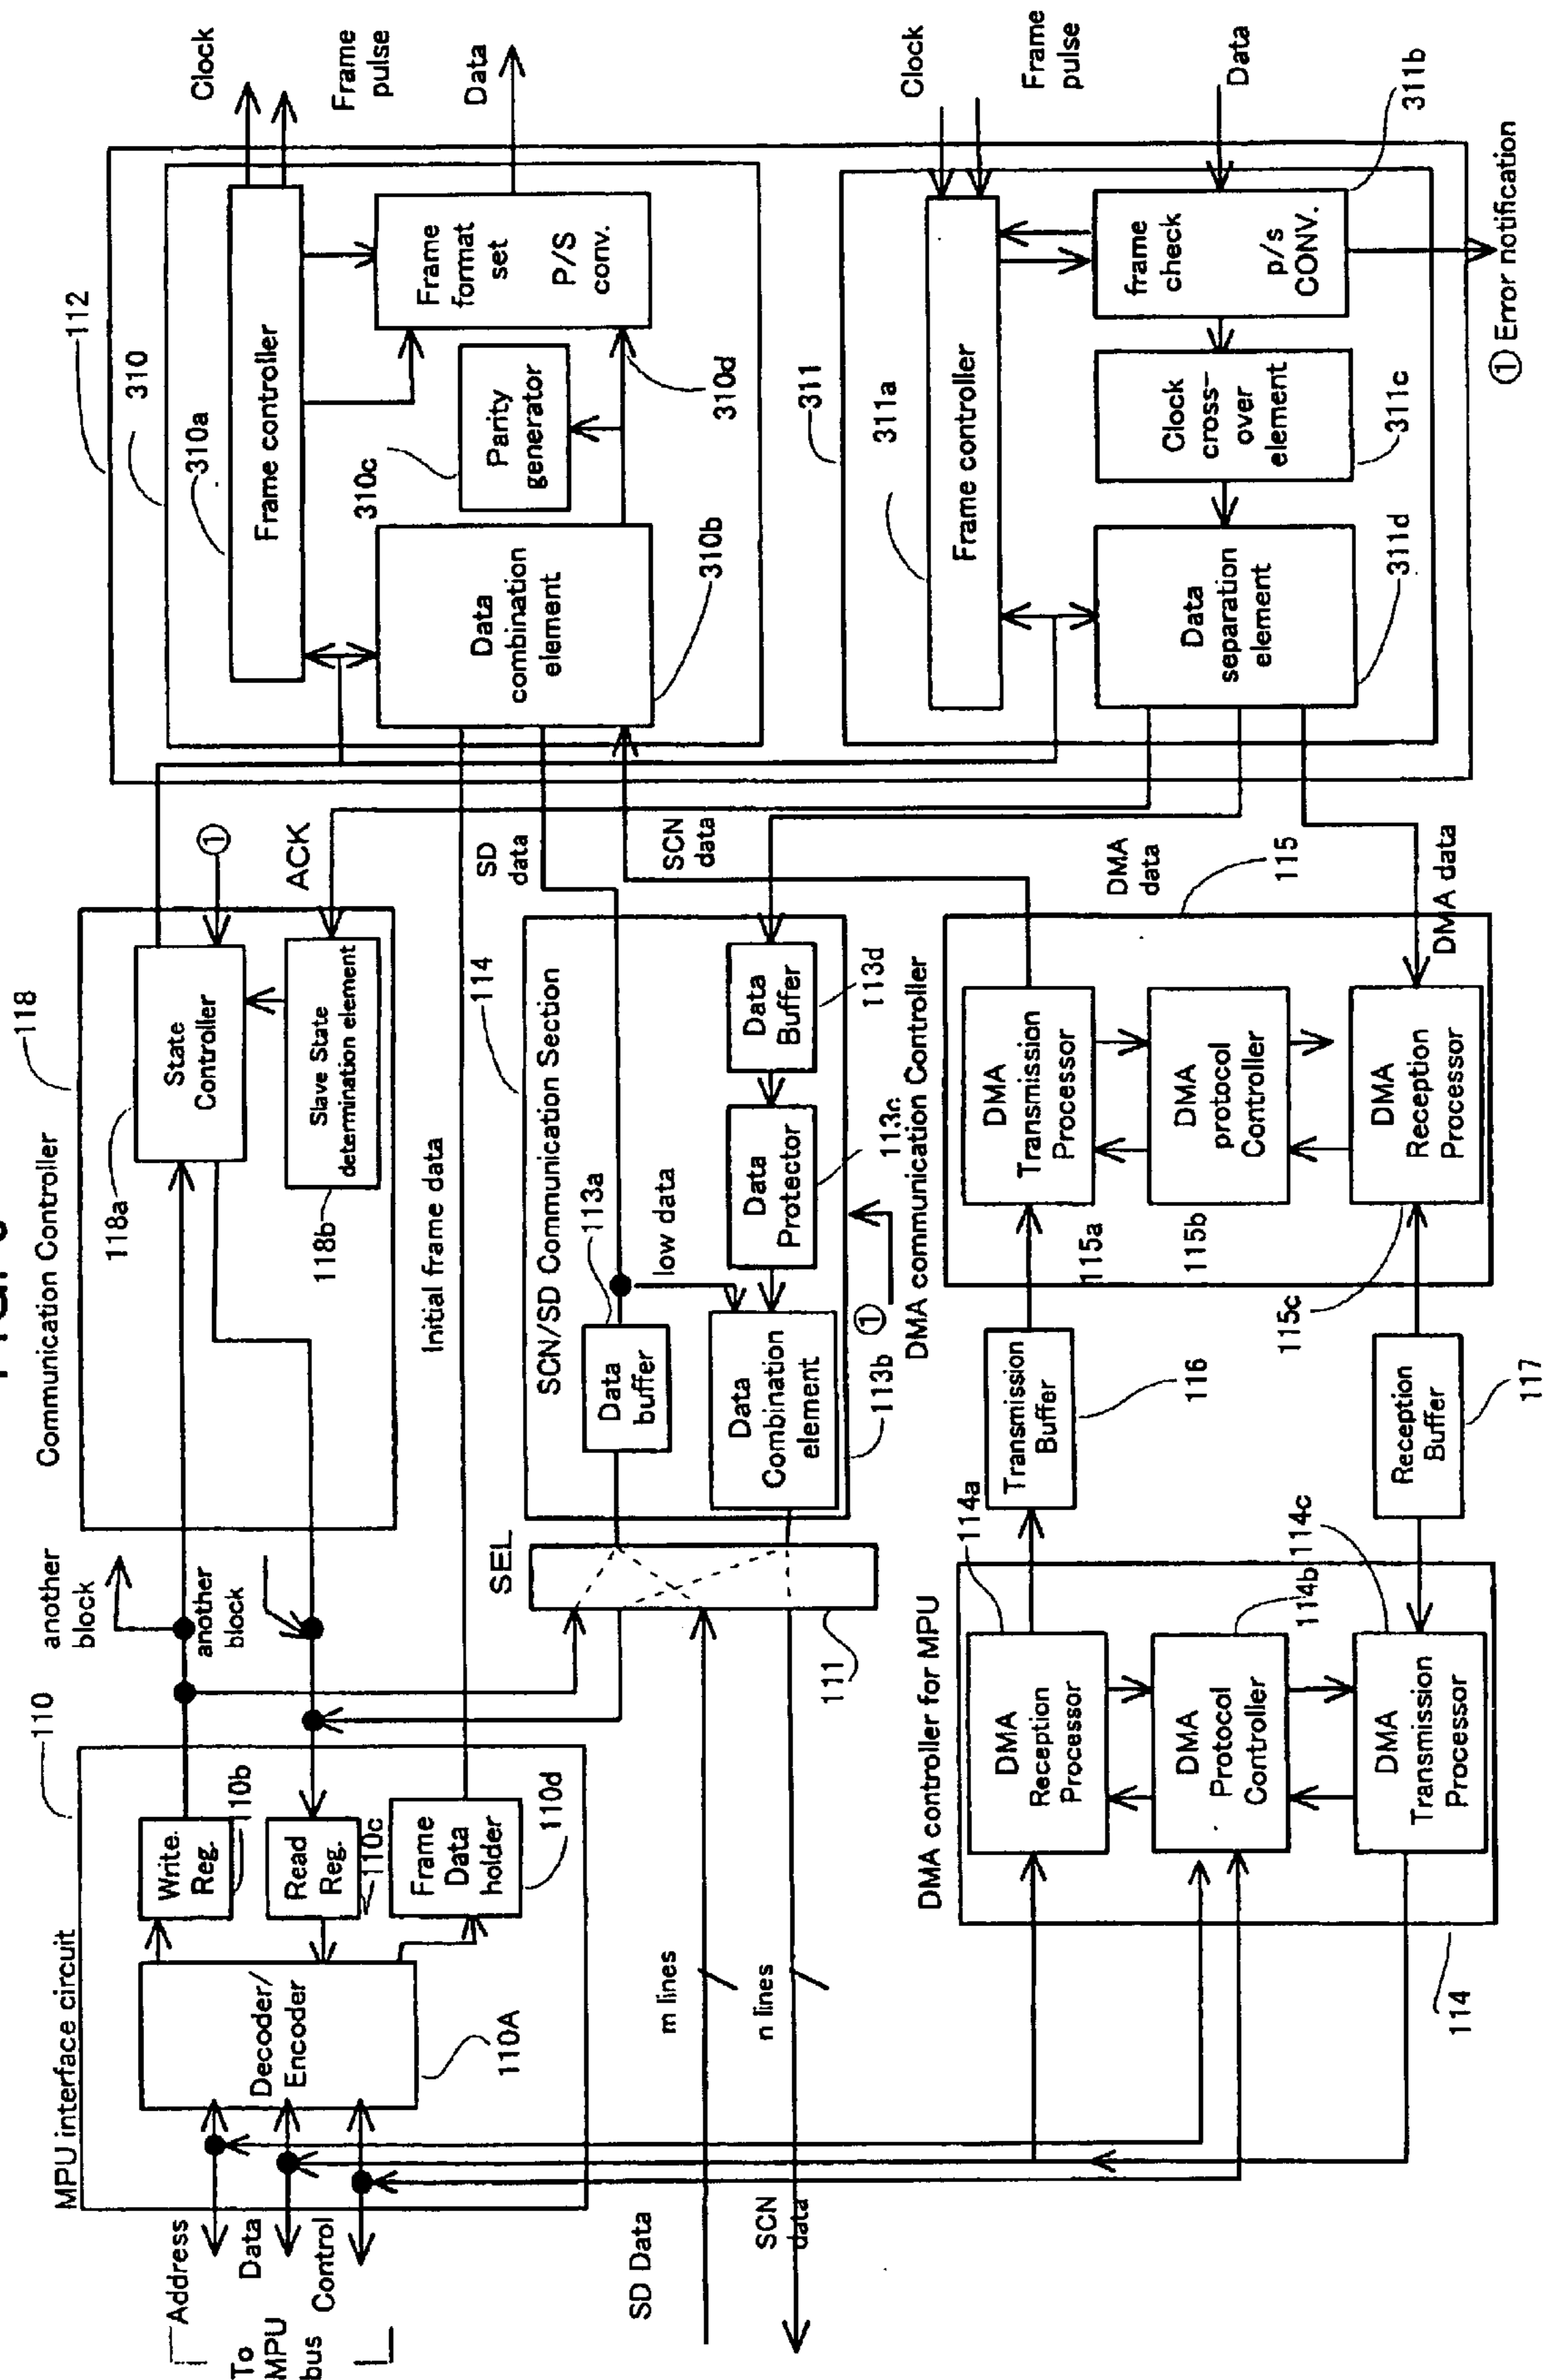 MPU interface circuit
110
Write.
Reg.
110b
Read
Reg.
110c
Frame
Data
holder
110d
Decoder/
Encoder
110A
Address
Data
Control
To
MPU
bus
another
block
another
block
Communication Controller
118
State
Controller
118a
Slave State
determination element
118b
①
ACK
Initial frame data
SD
data
SCN
data
SEL
111
SCN/SD Communication Section
114
Data
buffer
113a
low data
Data
Combination
element
113b
Data
Protector
113c
Data
Buffer
113d
①
SD Data
SCN
data
m lines
n lines
DMA controller for MPU
DMA
Reception
Processor
114a
DMA
Protocol
Controller
114b
DMA
Transmission
Processor
114c
114
Transmission
Buffer
116
Reception
Buffer
117
DMA communication Controller
DMA
Transmission
Processor
115a
DMA
protocol
Controller
115b
DMA
Reception
Processor
115c
115
DMA
data
DMA data
112
310
Frame controller
310a
Data
combination
element
310b
Parity
generator
310c
Frame
format
set
P/S
conv.
310d
Clock
Frame
pulse
Data
311
Frame controller
311a
frame
check
p/s
CONV.
311b
Clock
cross-
over
element
311c
Data
separation
element
311d
Clock
Frame
pulse
Data
① Error notification